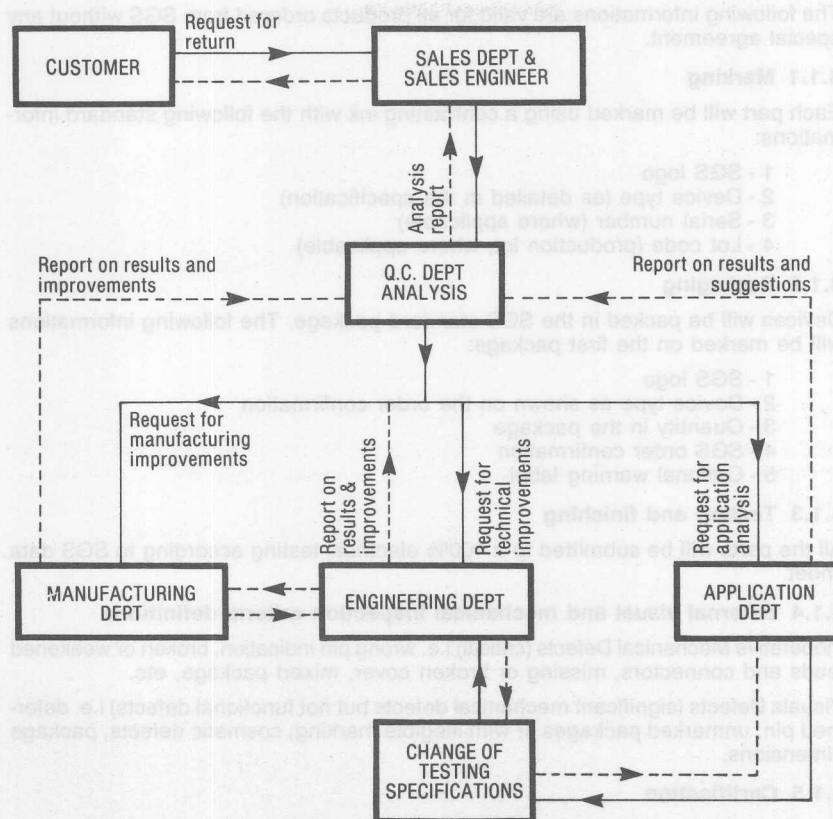 Request for
return
CUSTOMER
SALES DEPT &
SALES ENGINEER
Analysis
report
Report on results and
improvements
Q.C. DEPT
ANALYSIS
Report on results and
suggestions
Request for
manufacturing
improvements
Report on
results &
improvements
Request for
technical
improvements
Request for
application
analysis
MANUFACTURING
DEPT
ENGINEERING DEPT
APPLICATION
DEPT
CHANGE OF
TESTING
SPECIFICATIONS